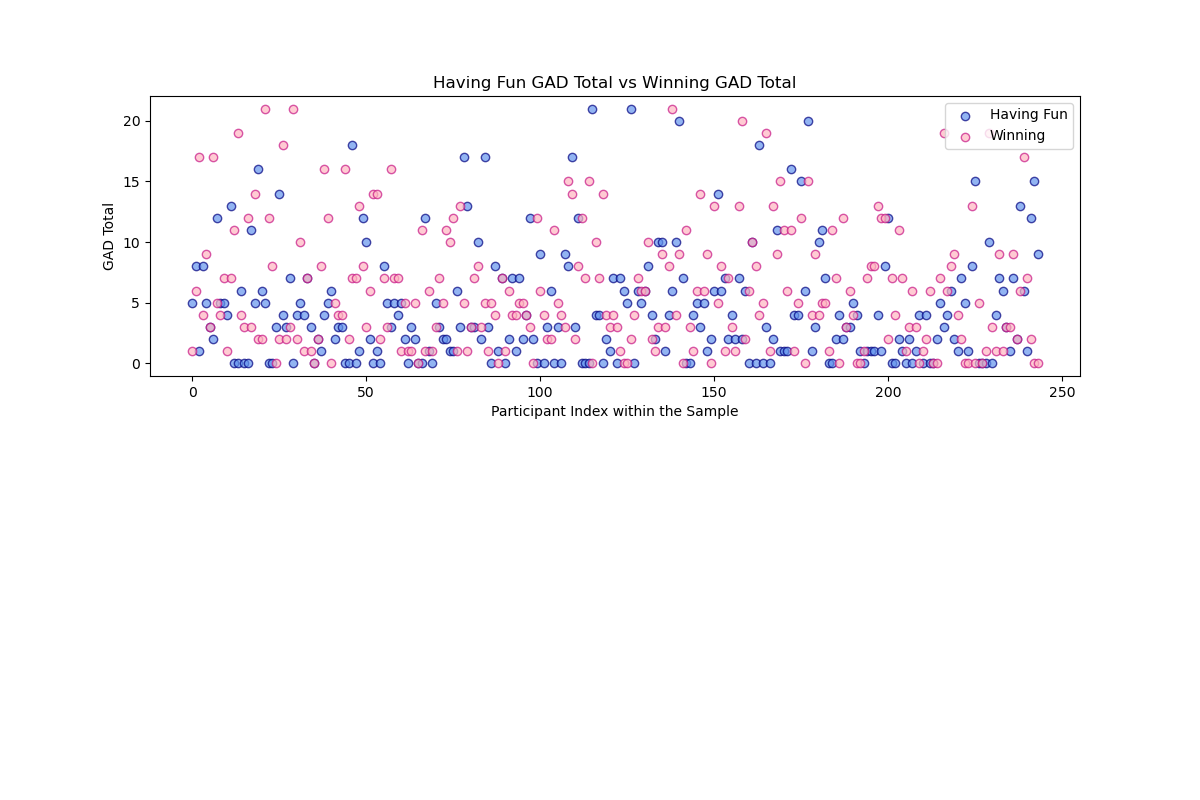 Having Fun GAD Total vs Winning GAD Total
Having Fun
Winning
GAD Total
20
15
10
5
0
0 50 100 150 200 250
Participant Index within the Sample